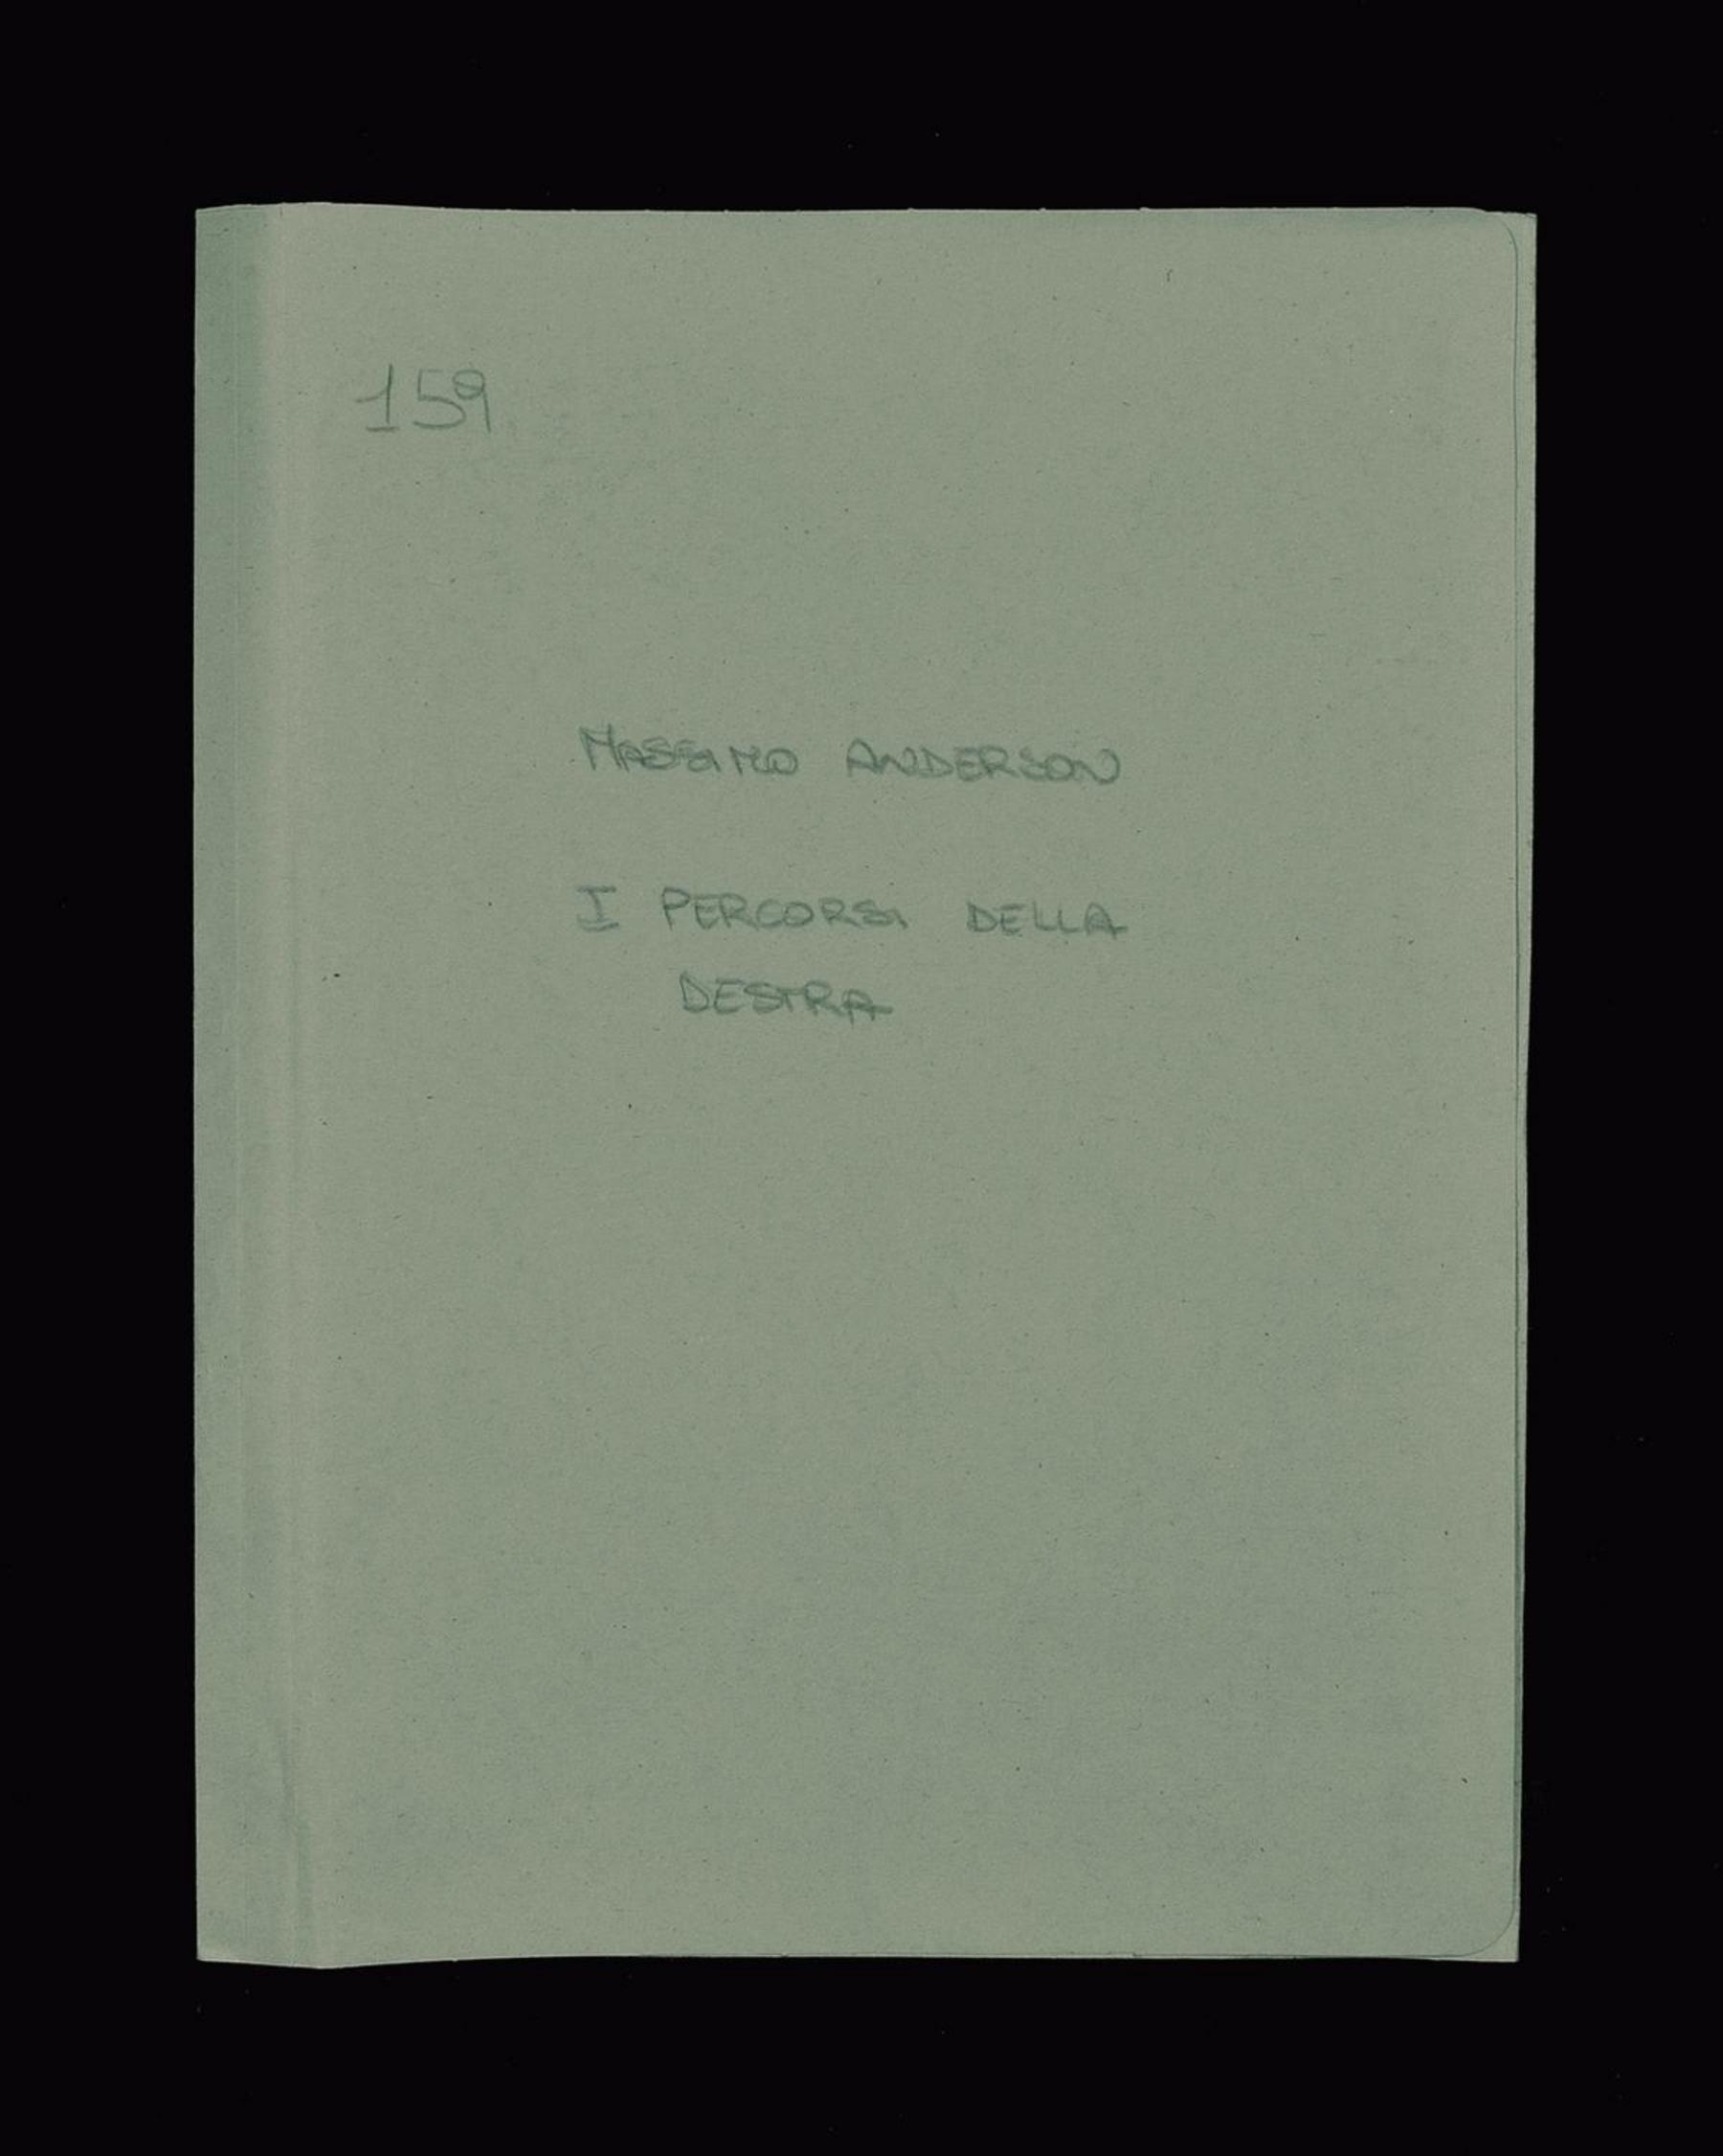 159
MASSIMO ANDERSON
I PERCORSI DELLA
DESTRA